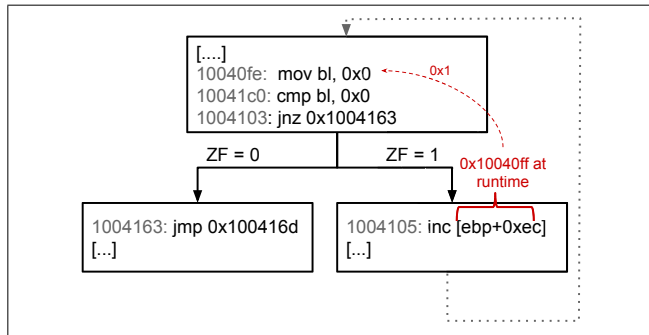 [....]
10040fe: mov bl, 0x0
10041c0: cmp bl, 0x0
1004103: jnz 0x1004163
0x1
ZF = 0
ZF = 1
0x10040ff at
runtime
1004163: jmp 0x100416d
[...]
1004105: inc [ebp+0xec]
[...]